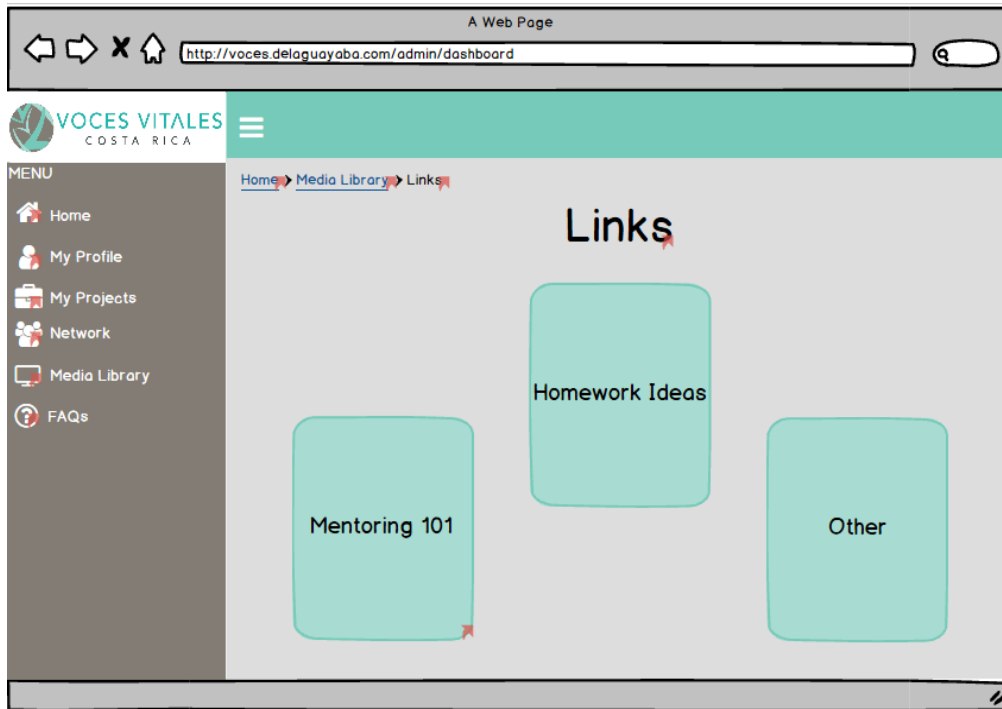 A Web Page
http://voces.delaguayaba.com/admin/dashboard
VOCES VITALES
COSTA RICA
MENU
Home
My Profile
My Projects
Network
Media Library
FAQs
Home > Media Library > Links
Links
Homework Ideas
Mentoring 101
Other